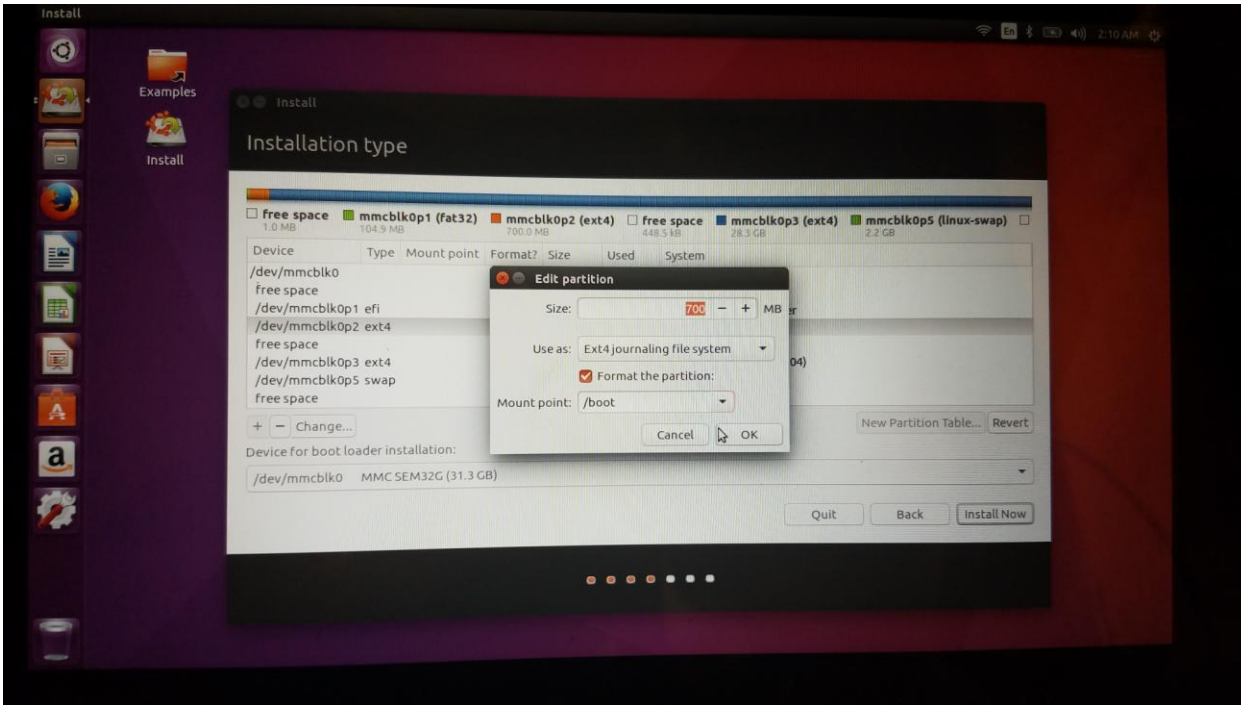 Install
En 2:10 AM
Examples
Install
Install
Installation type
free space mmcblk0p1 (fat32) mmcblk0p2 (ext4) free space mmcblk0p3 (ext4) mmcblk0p5 (linux-swap)
1.0 MB 104.9 MB 700.0 MB 448.5 kB 28.3 GB 2.2 GB
Device Type Mount point Format? Size Used System
/dev/mmcblk0
free space
/dev/mmcblk0p1 efi
/dev/mmcblk0p2 ext4
free space
/dev/mmcblk0p3 ext4 04)
/dev/mmcblk0p5 swap
free space
Edit partition
Size: 700 − + MB
Use as: Ext4 journaling file system
Format the partition:
Mount point: /boot
Cancel OK
+ − Change... New Partition Table... Revert
Device for boot loader installation:
/dev/mmcblk0 MMC SEM32G (31.3 GB)
Quit Back Install Now